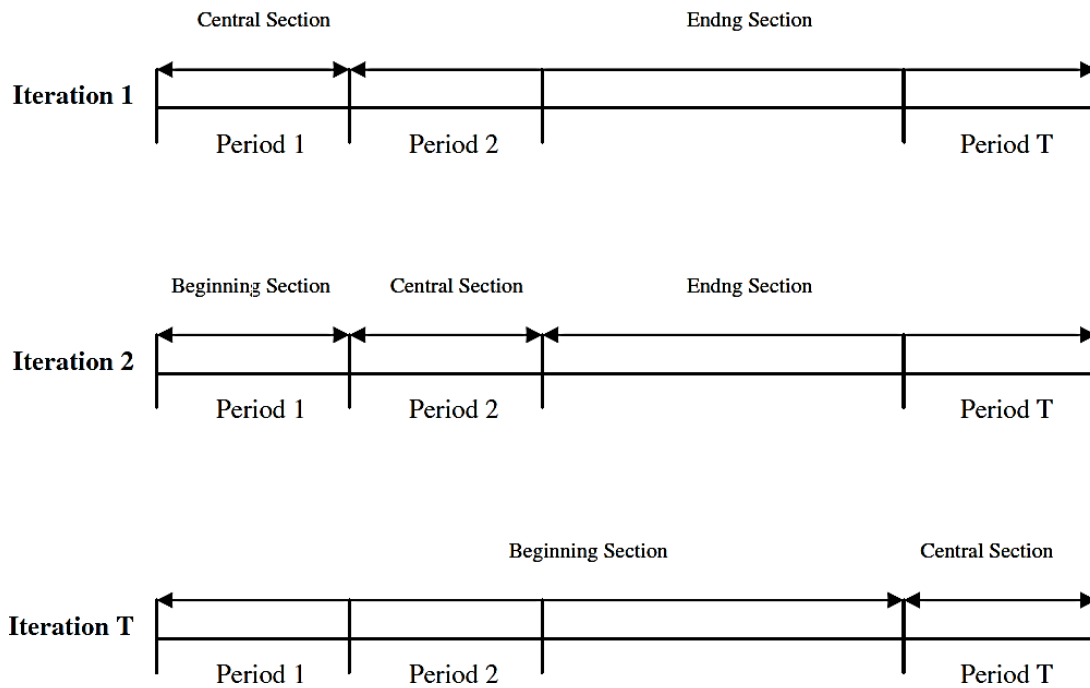 Central Section Endng Section
Iteration 1
Period 1 Period 2 Period T
Beginning Section Central Section Endng Section
Iteration 2
Period 1 Period 2 Period T
Beginning Section Central Section
Iteration T
Period 1 Period 2 Period T